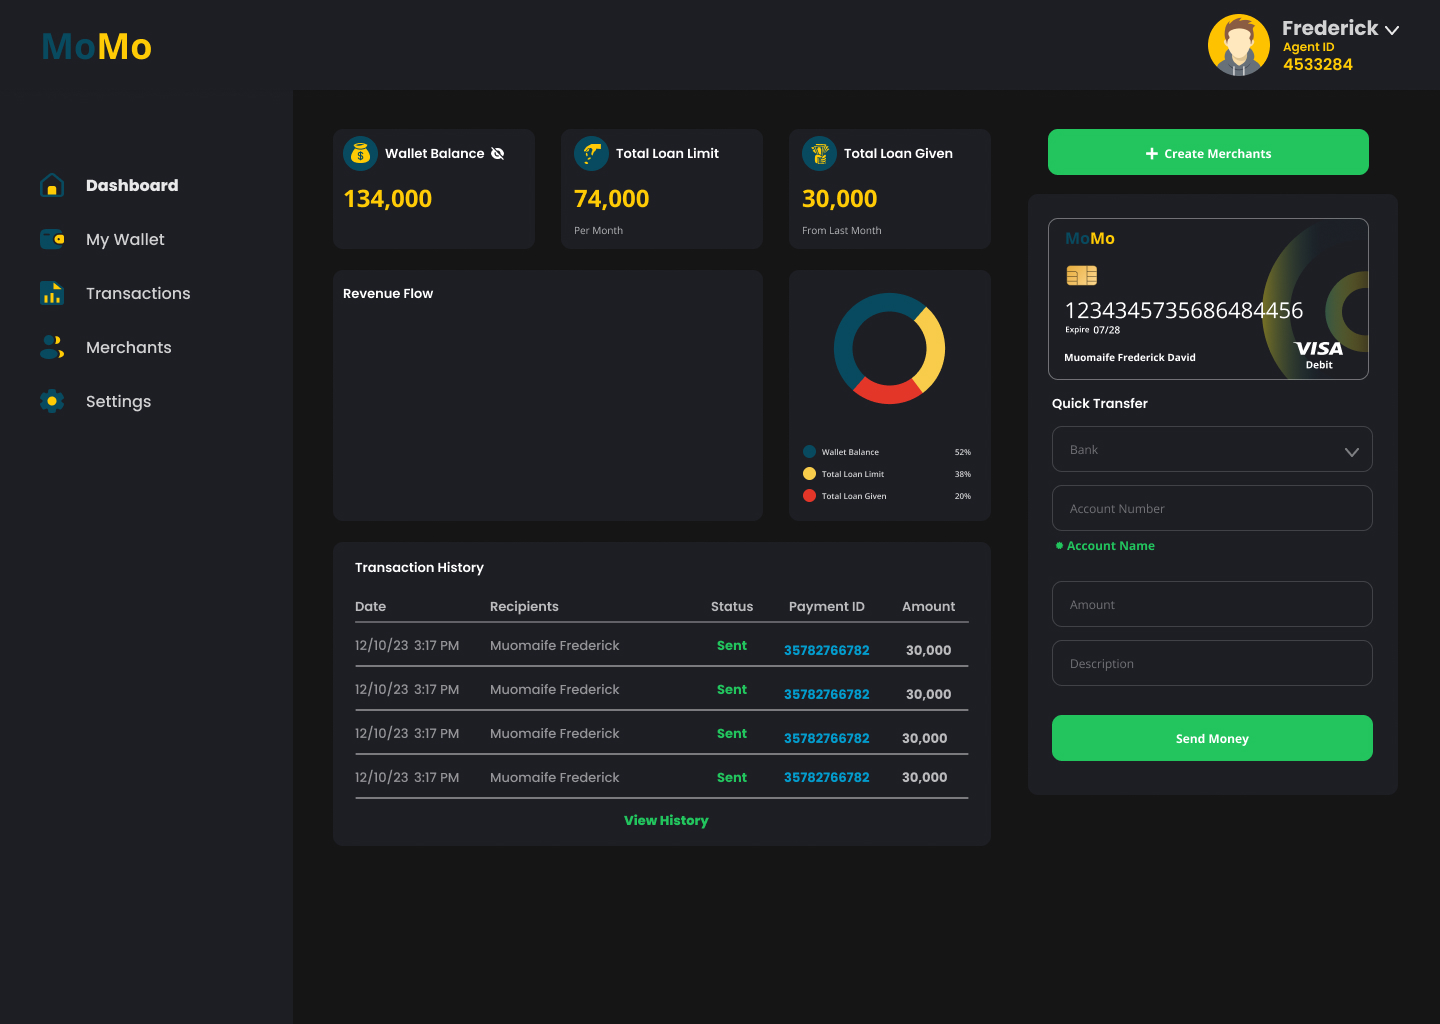 MoMo
Frederick
Agent ID
4533284
Dashboard
My Wallet
Transactions
Merchants
Settings
Wallet Balance
134,000
Total Loan Limit
74,000
Per Month
Total Loan Given
30,000
From Last Month
Create Merchants
Revenue Flow
Wallet Balance 52%
Total Loan Limit 38%
Total Loan Given 20%
MoMo
1234345735686484456
Expire 07/28
Muomaife Frederick David
VISA
Debit
Quick Transfer
Bank
Account Number
Account Name
Amount
Description
Send Money
Transaction History
Date Recipients Status Payment ID Amount
12/10/23 3:17 PM Muomaife Frederick Sent 35782766782 30,000
12/10/23 3:17 PM Muomaife Frederick Sent 35782766782 30,000
12/10/23 3:17 PM Muomaife Frederick Sent 35782766782 30,000
12/10/23 3:17 PM Muomaife Frederick Sent 35782766782 30,000
View History